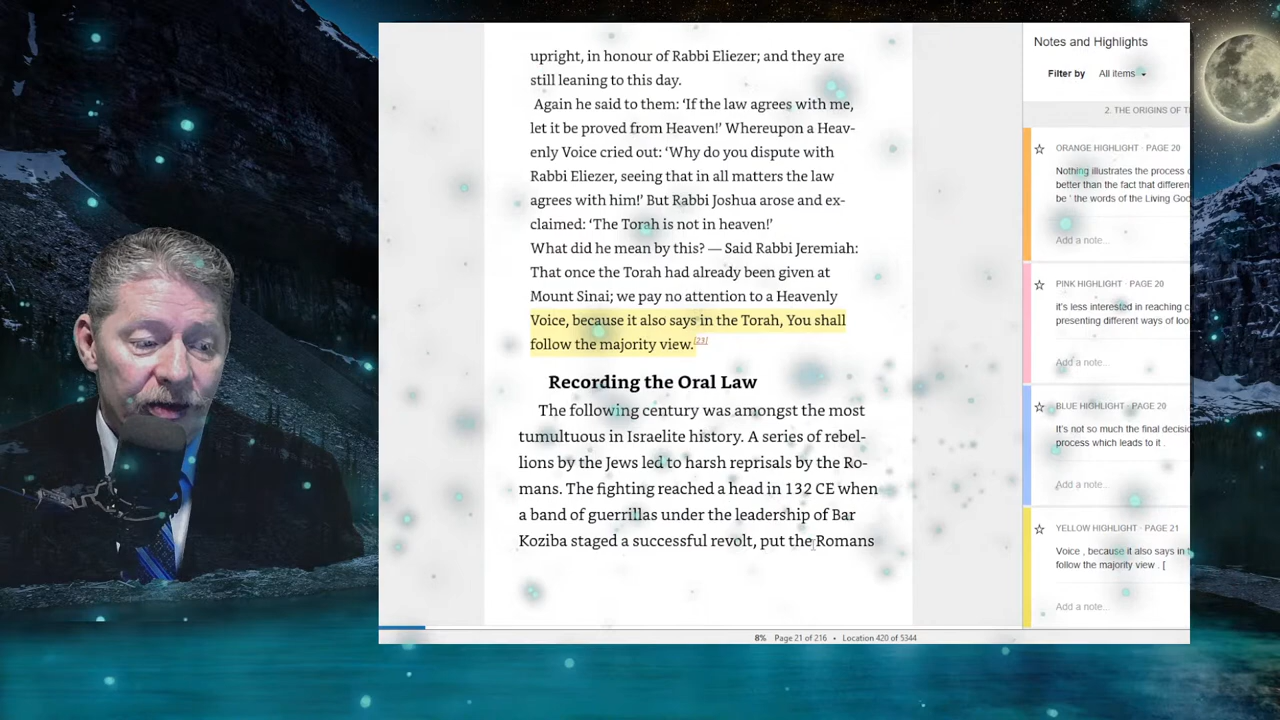 upright, in honour of Rabbi Eliezer; and they are
still leaning to this day.
Again he said to them: ‘If the law agrees with me,
let it be proved from Heaven!’ Whereupon a Heav-
enly Voice cried out: ‘Why do you dispute with
Rabbi Eliezer, seeing that in all matters the law
agrees with him!’ But Rabbi Joshua arose and ex-
claimed: ‘The Torah is not in heaven!’
What did he mean by this? — Said Rabbi Jeremiah:
That once the Torah had already been given at
Mount Sinai; we pay no attention to a Heavenly
Voice, because it also says in the Torah, You shall
follow the majority view.[23]
Recording the Oral Law
The following century was amongst the most
tumultuous in Israelite history. A series of rebel-
lions by the Jews led to harsh reprisals by the Ro-
mans. The fighting reached a head in 132 CE when
a band of guerrillas under the leadership of Bar
Koziba staged a successful revolt, put the Romans
8% Page 21 of 216 • Location 420 of 5344
Notes and Highlights
Filter by All items
2. THE ORIGINS OF T
ORANGE HIGHLIGHT · PAGE 20
Nothing illustrates the process o
better than the fact that differen
be ' the words of the Living Goo
Add a note...
PINK HIGHLIGHT · PAGE 20
it's less interested in reaching c
presenting different ways of loo
Add a note...
BLUE HIGHLIGHT · PAGE 20
It's not so much the final decisio
process which leads to it .
Add a note...
YELLOW HIGHLIGHT · PAGE 21
Voice , because it also says in t
follow the majority view . [
Add a note...